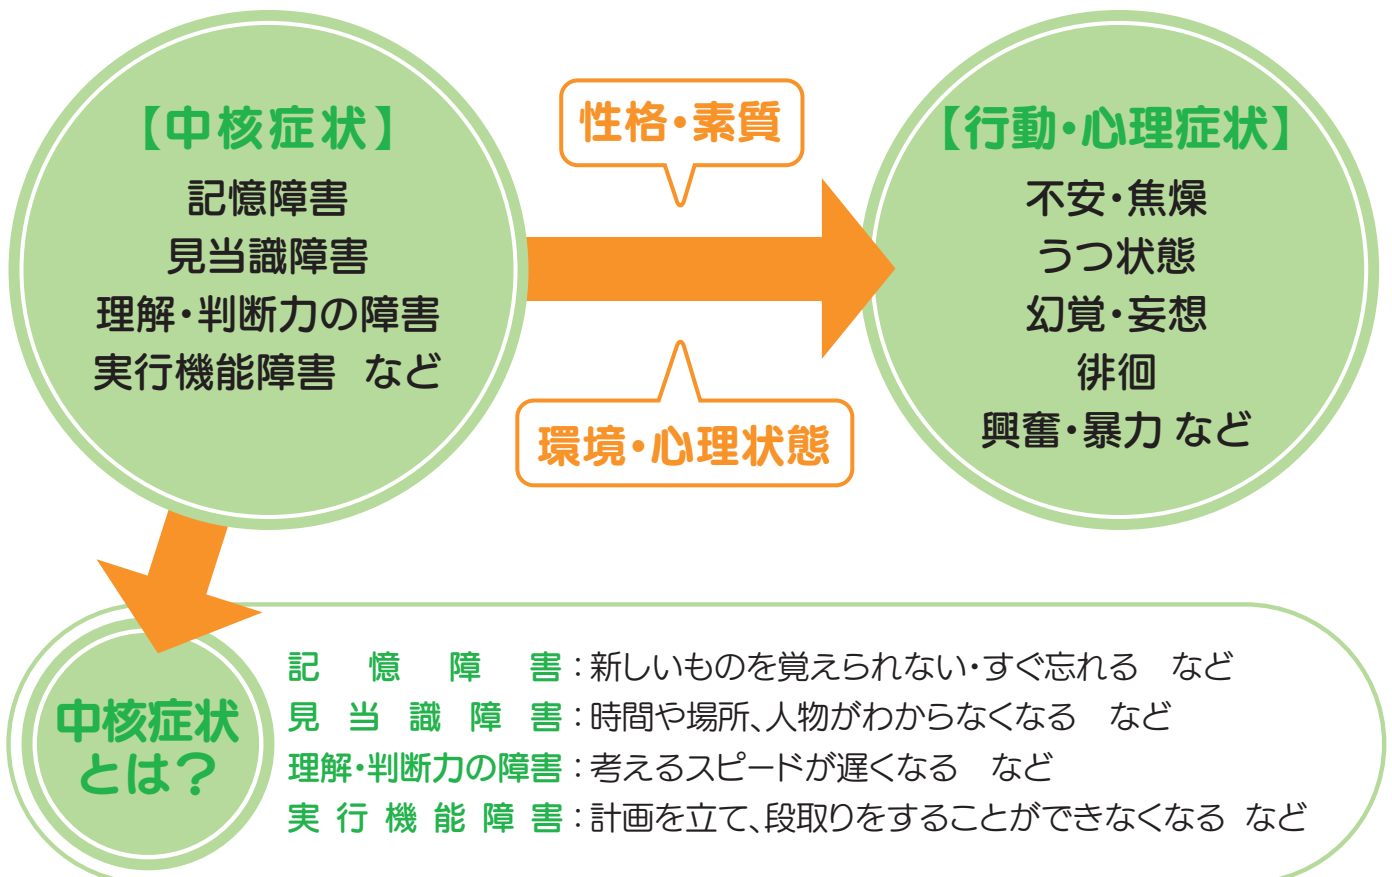 【中核症状】
記憶障害
見当識障害
理解・判断力の障害
実行機能障害 など
性格・素質
環境・心理状態
【行動・心理症状】
不安・焦燥
うつ状態
幻覚・妄想
徘徊
興奮・暴力 など
中核症状
とは？
記憶障害：新しいものを覚えられない・すぐ忘れる など
見当識障害：時間や場所、人物がわからなくなる など
理解・判断力の障害：考えるスピードが遅くなる など
実行機能障害：計画を立て、段取りをすることができなくなる など